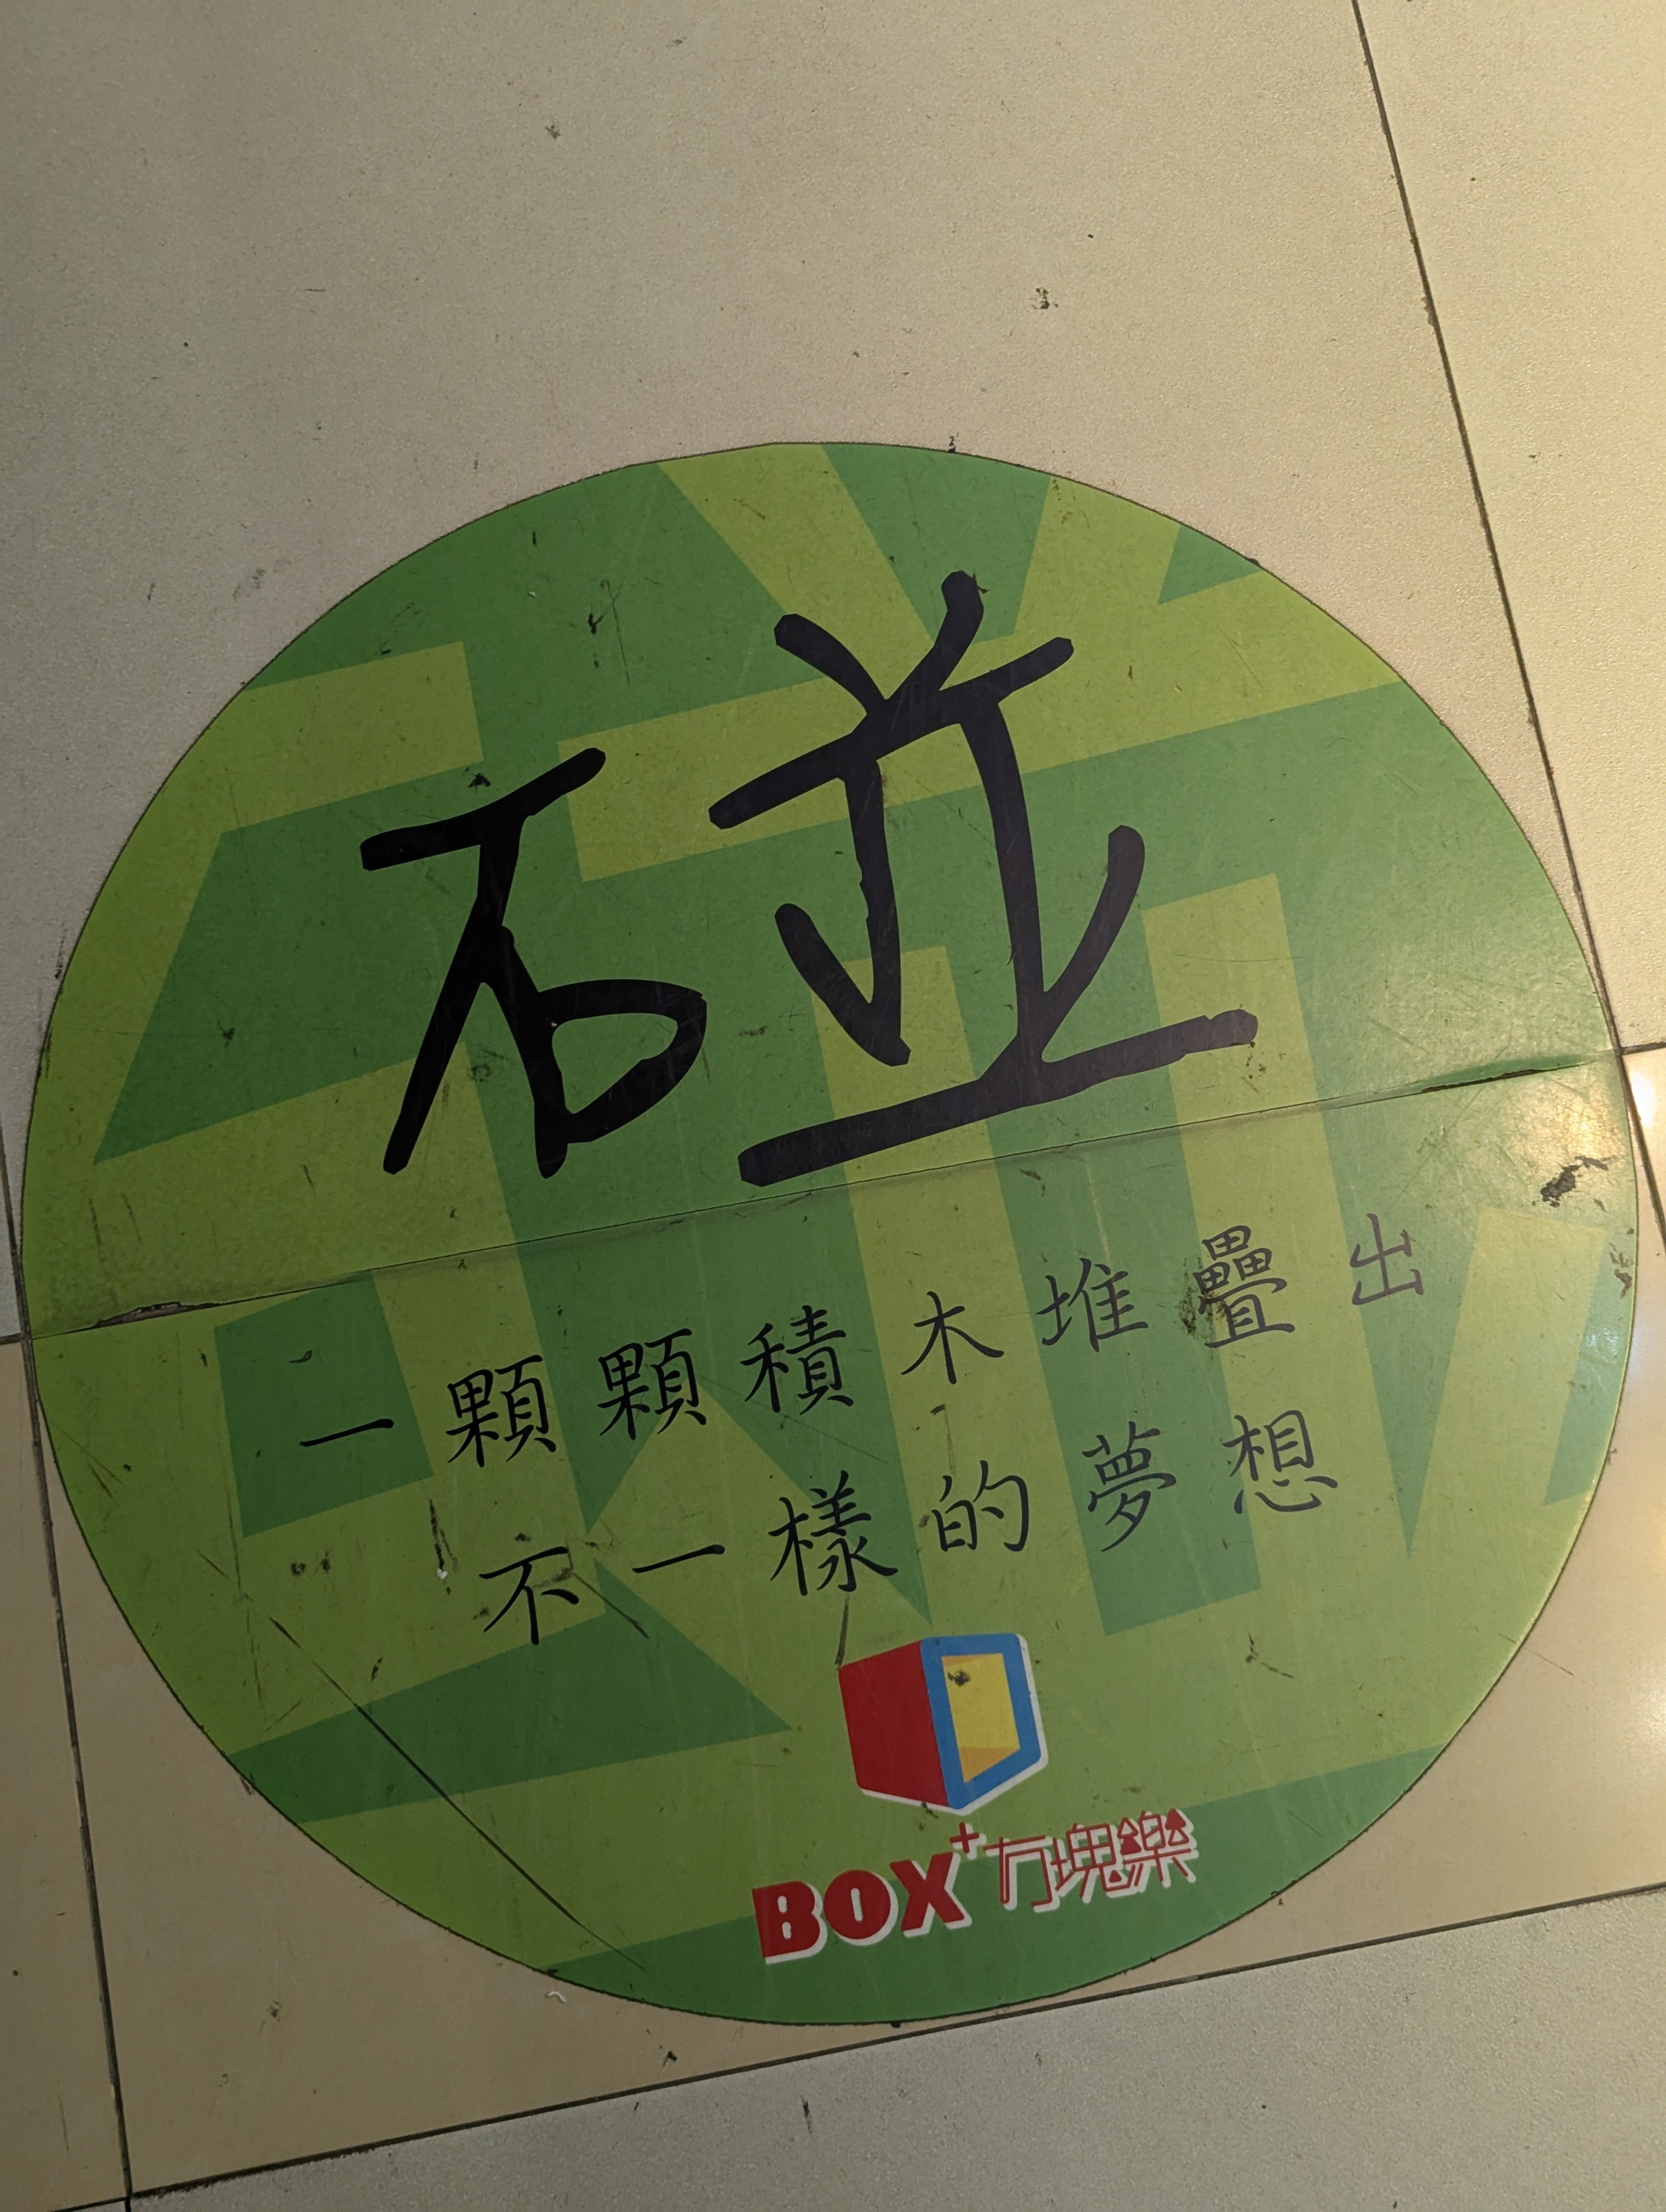 碰
一顆顆積木堆疊出
不一樣的夢想
BOX+方塊樂